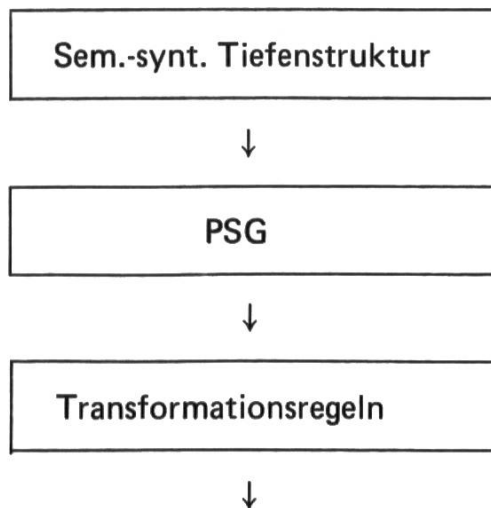 Sem.-synt. Tiefenstruktur
↓
PSG
↓
Transformationsregeln
↓